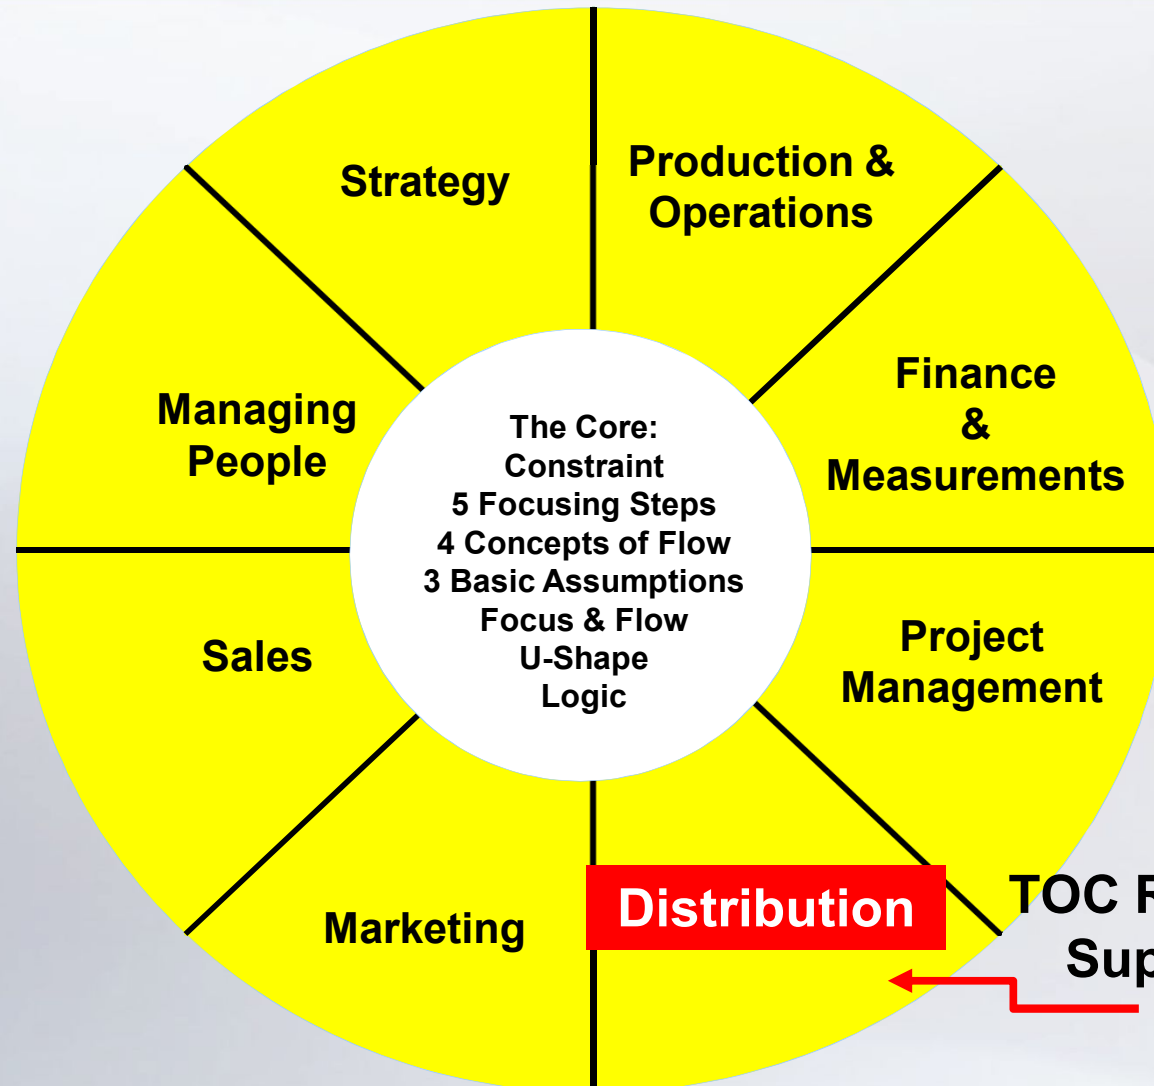 Strategy
Production &
Operations
Managing
People
Finance
&
Measurements
The Core:
Constraint
5 Focusing Steps
4 Concepts of Flow
3 Basic Assumptions
Focus & Flow
U-Shape
Logic
Sales
Project
Management
Marketing
Distribution
TOC